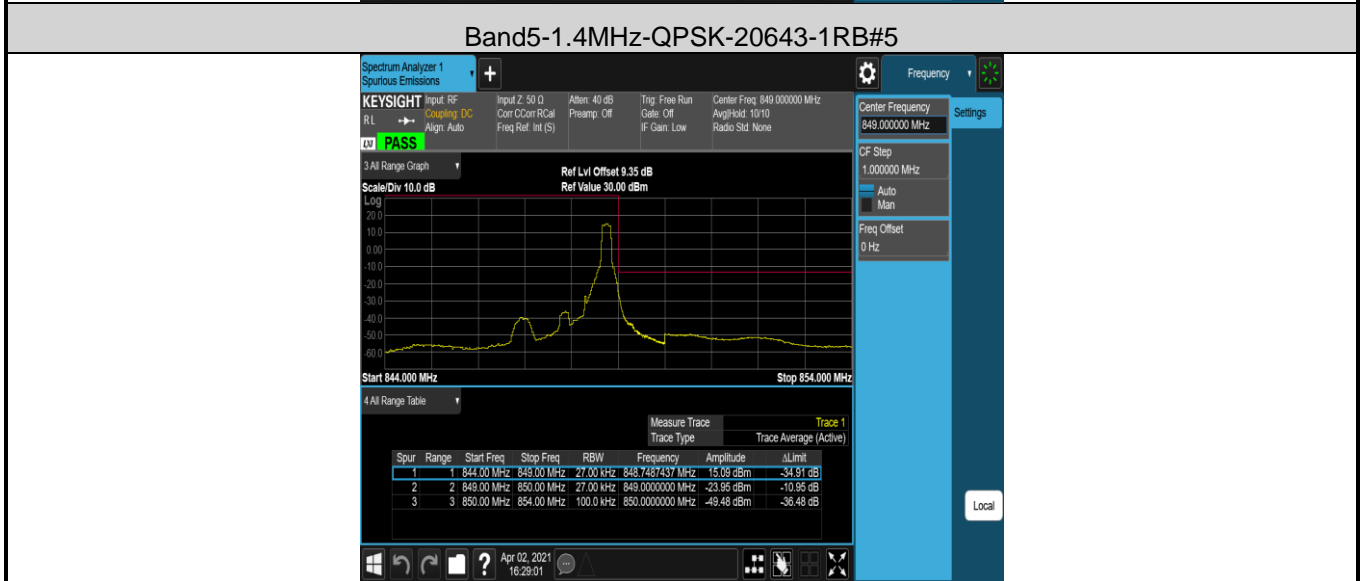 Band5-1.4MHz-QPSK-20643-1RB#5
Spectrum Analyzer 1
Spurious Emissions
+
Frequency
KEYSIGHT
RL
LXI
PASS
Input: RF
Coupling: DC
Align: Auto
Input Z: 50 Ω
Corr CCorr RCal
Freq Ref: Int (S)
Atten: 40 dB
Preamp: Off
Trig: Free Run
Gate: Off
IF Gain: Low
Center Freq: 849.000000 MHz
Avg|Hold: 10/10
Radio Std: None
Center Frequency
849.000000 MHz
Settings
CF Step
1.000000 MHz
Auto
Man
Freq Offset
0 Hz
Local
3 All Range Graph
Ref Lvl Offset 9.35 dB
Scale/Div 10.0 dB
Ref Value 30.00 dBm
Log
20.0
10.0
0.00
-10.0
-20.0
-30.0
-40.0
-50.0
-60.0
Start 844.000 MHz
Stop 854.000 MHz
4 All Range Table
Measure Trace Trace 1
Trace Type Trace Average (Active)
Spur Range Start Freq Stop Freq RBW Frequency Amplitude ΔLimit
1 1 844.00 MHz 849.00 MHz 27.00 kHz 848.7487437 MHz 15.09 dBm -34.91 dB
2 2 849.00 MHz 850.00 MHz 27.00 kHz 849.0000000 MHz -23.95 dBm -10.95 dB
3 3 850.00 MHz 854.00 MHz 100.0 kHz 850.0000000 MHz -49.48 dBm -36.48 dB
?
Apr 02, 2021
16:29:01